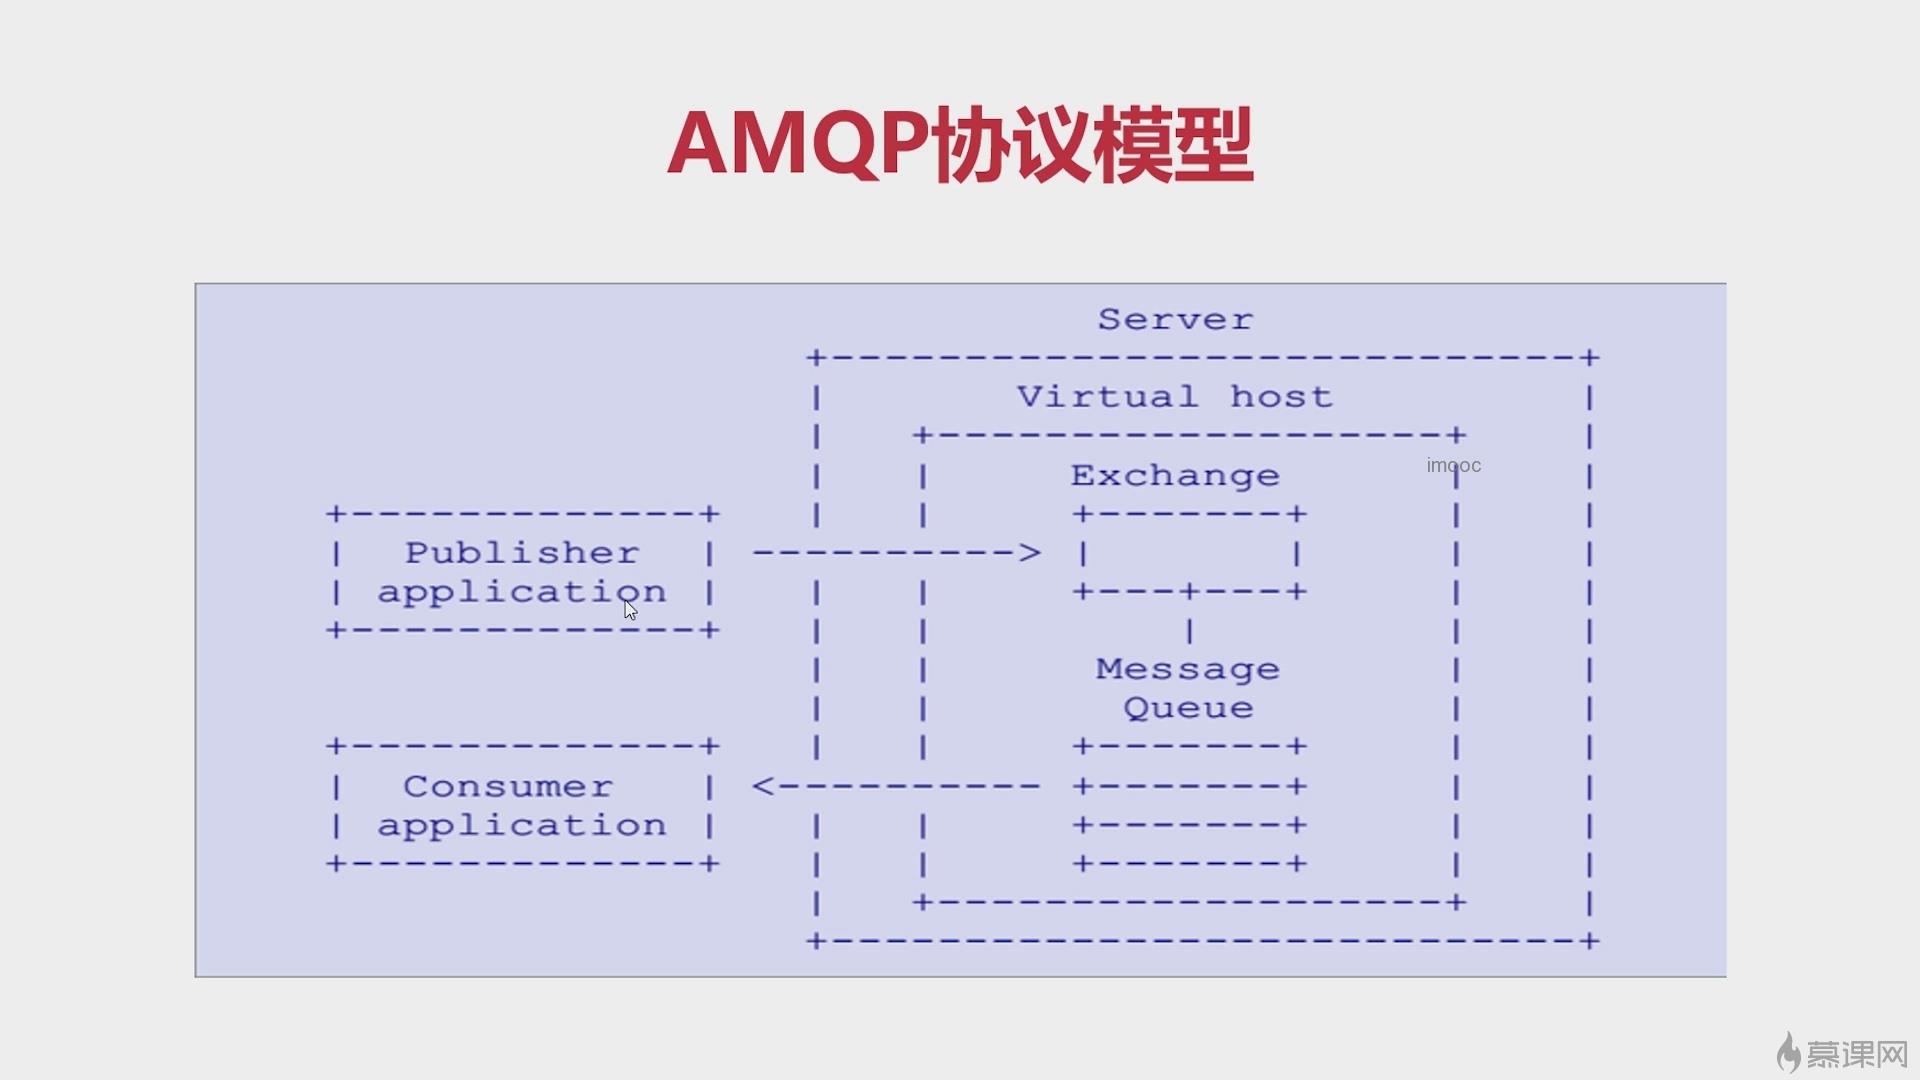 AMQP协议模型
Server
Virtual host
Exchange
imooc
Publisher
application
Message
Queue
Consumer
application
慕课网